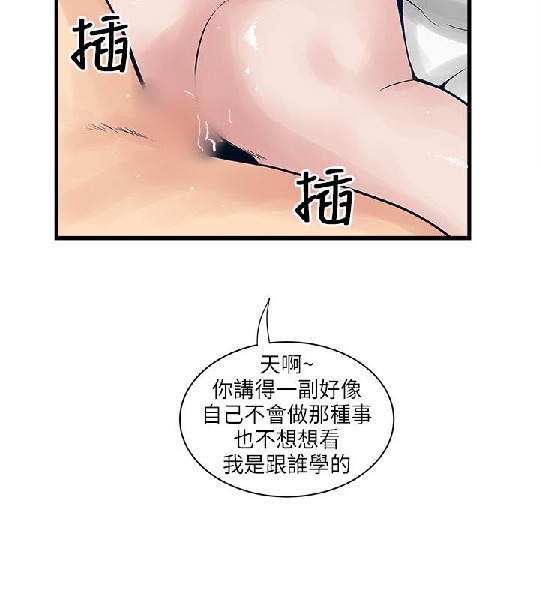 插
插
天啊~
你講得一副好像
自己不會做那種事
也不想想看
我是跟誰學的